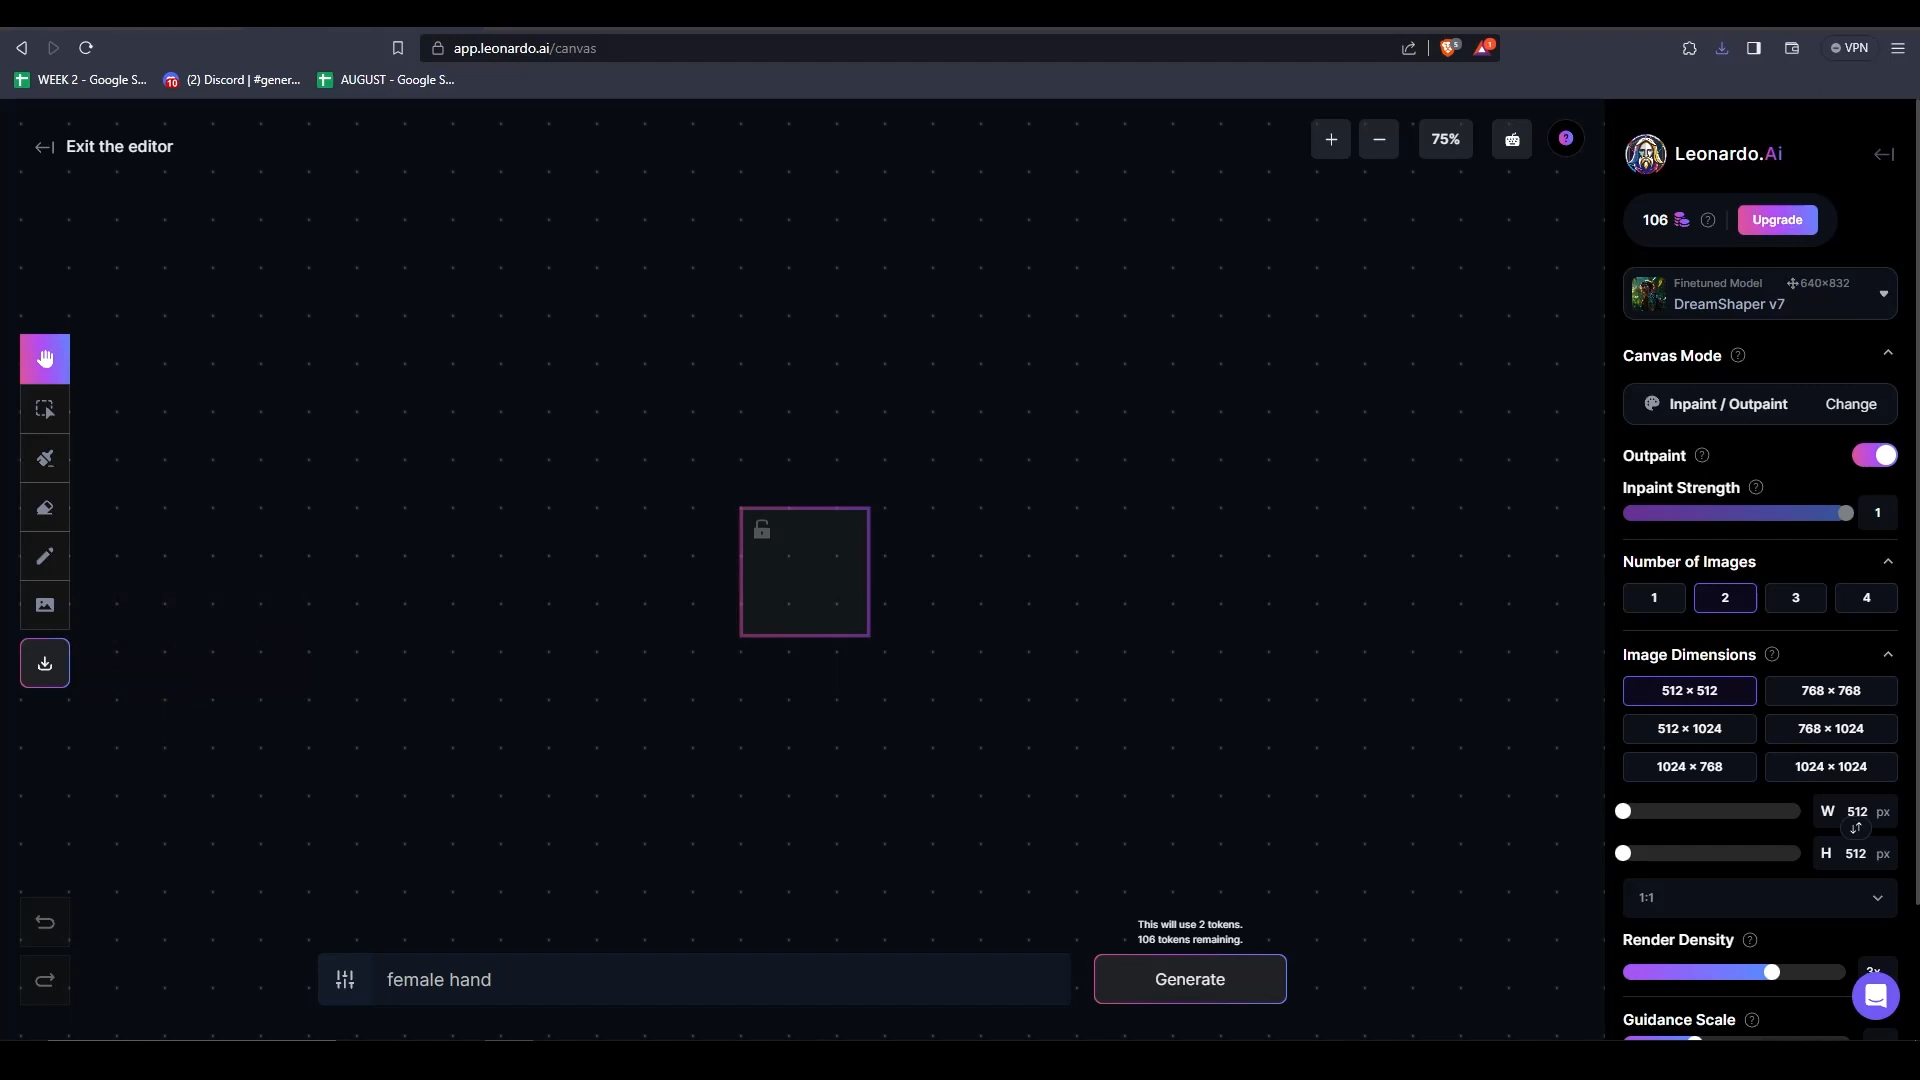 app.leonardo.ai/canvas
5
1
VPN
WEEK 2 - Google S...
10
(2) Discord | #gener...
AUGUST - Google S...
Exit the editor
75%
?
Leonardo.Ai
106 ? Upgrade
Finetuned Model 640×832
DreamShaper v7
Canvas Mode ?
Inpaint / Outpaint Change
Outpaint ?
Inpaint Strength ?
1
Number of Images
1 2 3 4
Image Dimensions ?
512 × 512 768 × 768
512 × 1024 768 × 1024
1024 × 768 1024 × 1024
W 512 px
H 512 px
1:1
Render Density ?
Guidance Scale ?
This will use 2 tokens.
106 tokens remaining.
female hand
Generate